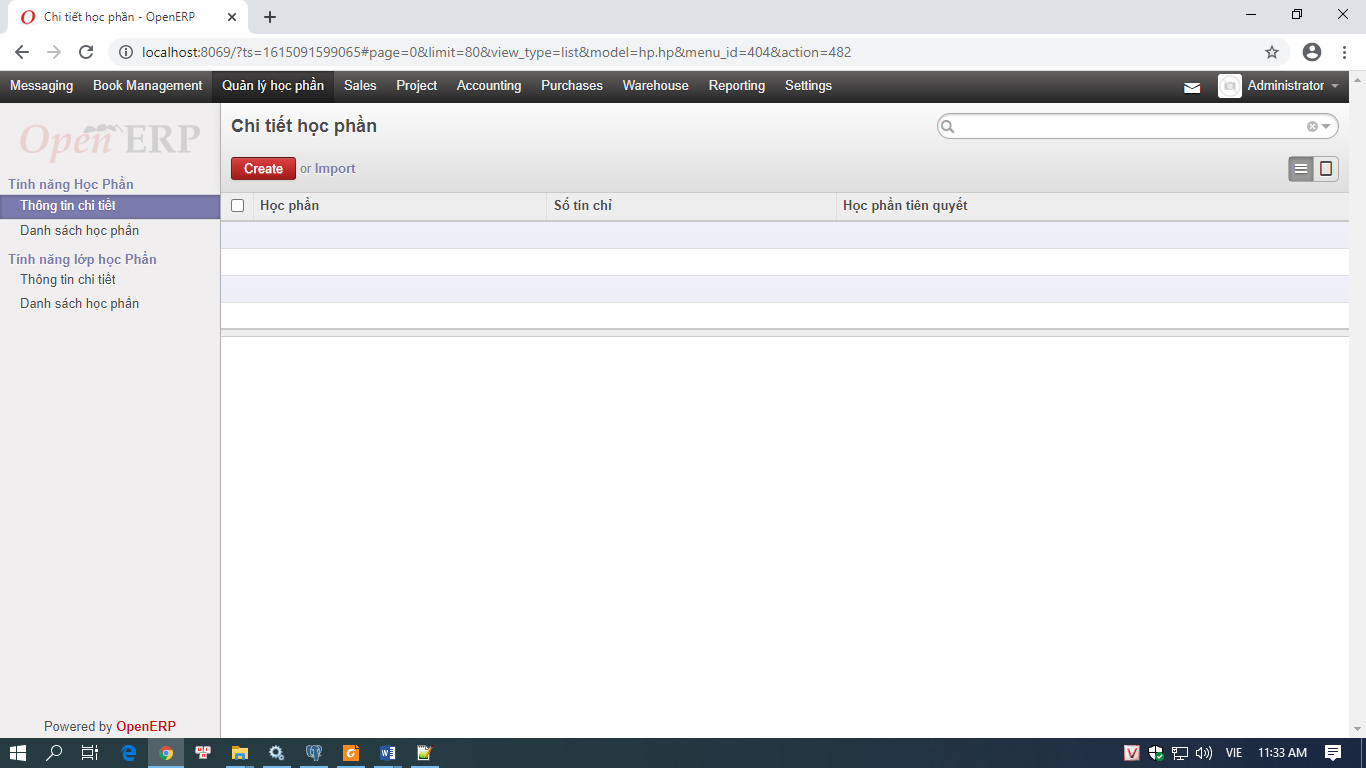 Chi tiết học phần - OpenERP
localhost:8069/?ts=1615091599065#page=0&limit=80&view_type=list&model=hp.hp&menu_id=404&action=482
Messaging Book Management Quản lý học phần Sales Project Accounting Purchases Warehouse Reporting Settings Administrator
Open ERP
Tính năng Học Phần
Thông tin chi tiết
Danh sách học phần
Tính năng lớp học Phần
Thông tin chi tiết
Danh sách học phần
Powered by OpenERP
Chi tiết học phần
Create or Import
Học phần Số tín chỉ Học phần tiên quyết
VIE 11:33 AM